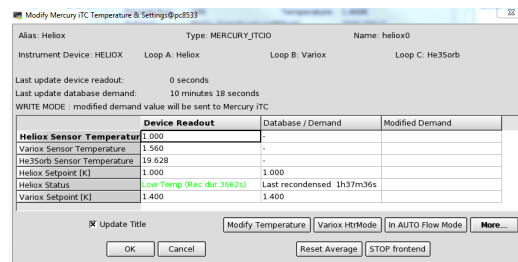 Modify Mercury iTC Temperature & Settings@pc8533
Alias: Heliox Type: MERCURY_ITCIO Name: heliox0
Instrument Device: HELIOX Loop A: Heliox Loop B: Variox Loop C: He3Sorb
Last update device readout: 0 seconds
Last update database demand: 10 minutes 18 seconds
WRITE MODE : modified demand value will be sent to Mercury iTC
Device Readout Database / Demand Modified Demand
Heliox Sensor Temperatur 1.000 -
Variox Sensor Temperature 1.560 -
He3Sorb Sensor Temperature 19.628 -
Heliox Setpoint [K] 1.000 1.000
Heliox Status Low Temp (Rec.dur 3662s) Last recondensed 1h37m36s
Variox Setpoint [K] 1.400 1.400
Update Title Modify Temperature Variox HtrMode In AUTO Flow Mode More...
OK Cancel Reset Average STOP frontend